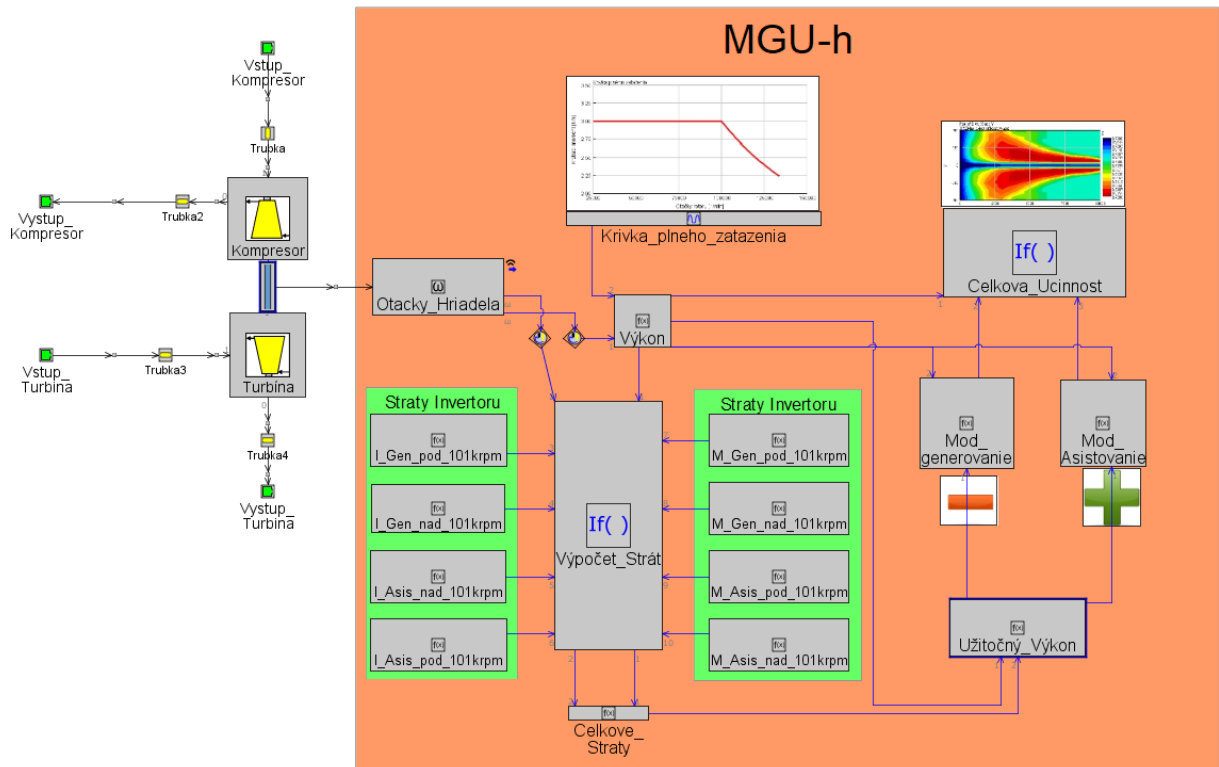 MGU-h
Vstup_
Kompresor
Trubka
Vystup_
Kompresor
Trubka2
Kompresor
Krivka_plneho_zatazenia
If( )
Celkova_Ucinnost
ω
Otacky_Hriadela
f(x)
Výkon
Vstup_
Turbina
Trubka3
Turbína
Trubka4
Vystup_
Turbina
Straty Invertoru
f(x)
I_Gen_pod_101krpm
f(x)
I_Gen_nad_101krpm
f(x)
I_Asis_nad_101krpm
f(x)
I_Asis_pod_101krpm
If( )
Výpočet_Strát
Straty Invertoru
f(x)
M_Gen_pod_101krpm
f(x)
M_Gen_nad_101krpm
f(x)
M_Asis_pod_101krpm
f(x)
M_Asis_nad_101krpm
f(x)
Mod_
generovanie
f(x)
Mod_
Asistovanie
f(x)
Užitočný_Výkon
f(x)
Celkove_
Straty